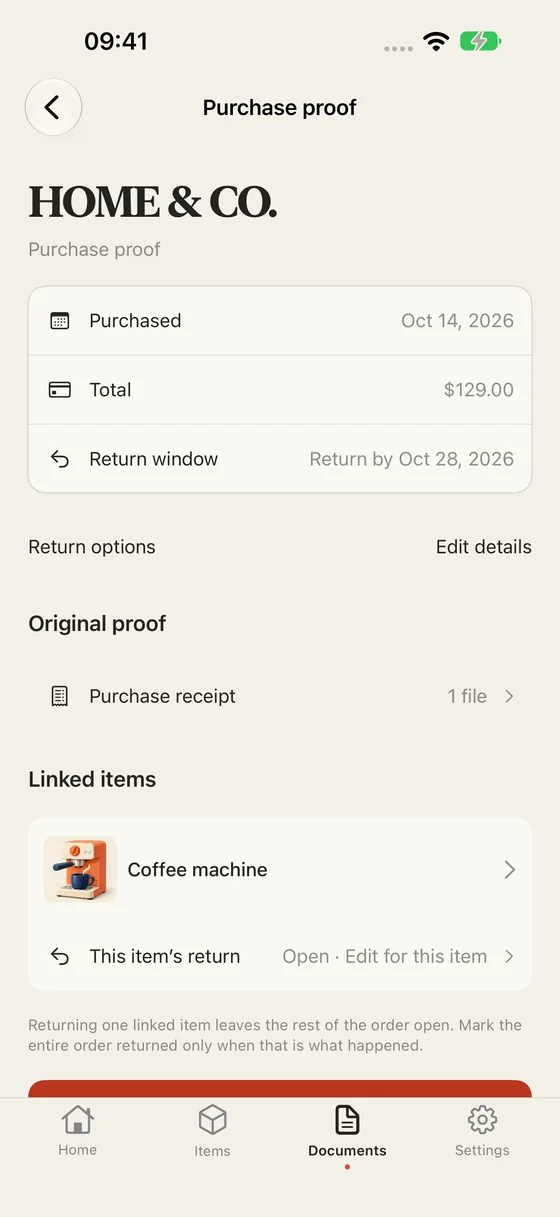 09:41
Purchase proof
HOME & CO.
Purchase proof
Purchased Oct 14, 2026
Total $129.00
Return window Return by Oct 28, 2026
Return options Edit details
Original proof
Purchase receipt 1 file
Linked items
Coffee machine
This item’s return Open · Edit for this item
Returning one linked item leaves the rest of the order open. Mark the
entire order returned only when that is what happened.
Home Items Documents Settings